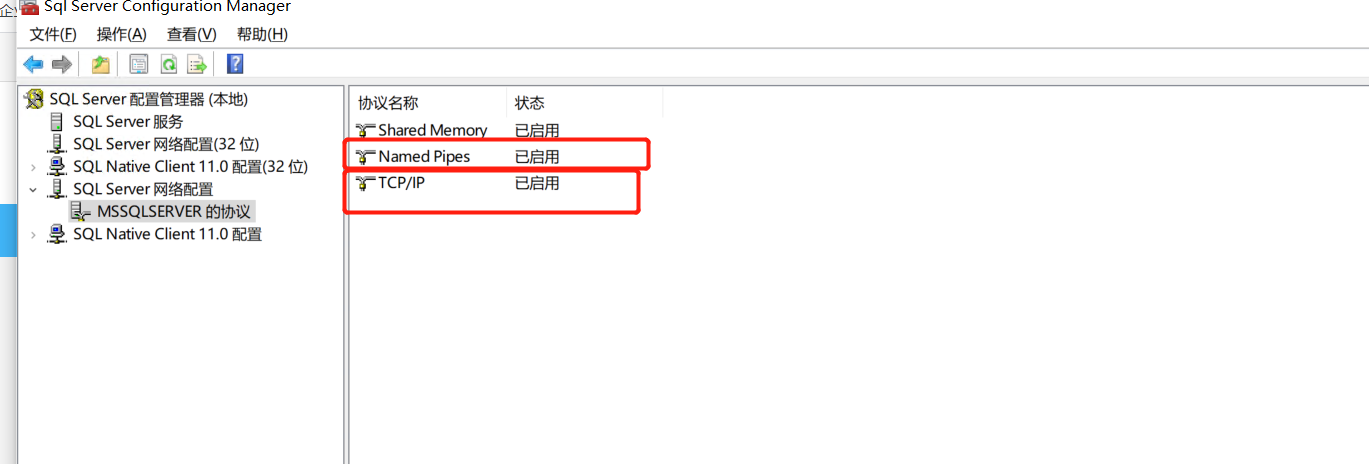 企
Sql Server Configuration Manager
文件(F) 操作(A) 查看(V) 帮助(H)
SQL Server 配置管理器 (本地)
SQL Server 服务
SQL Server 网络配置(32 位)
SQL Native Client 11.0 配置(32 位)
SQL Server 网络配置
MSSQLSERVER 的协议
SQL Native Client 11.0 配置
协议名称 状态
Shared Memory 已启用
Named Pipes 已启用
TCP/IP 已启用